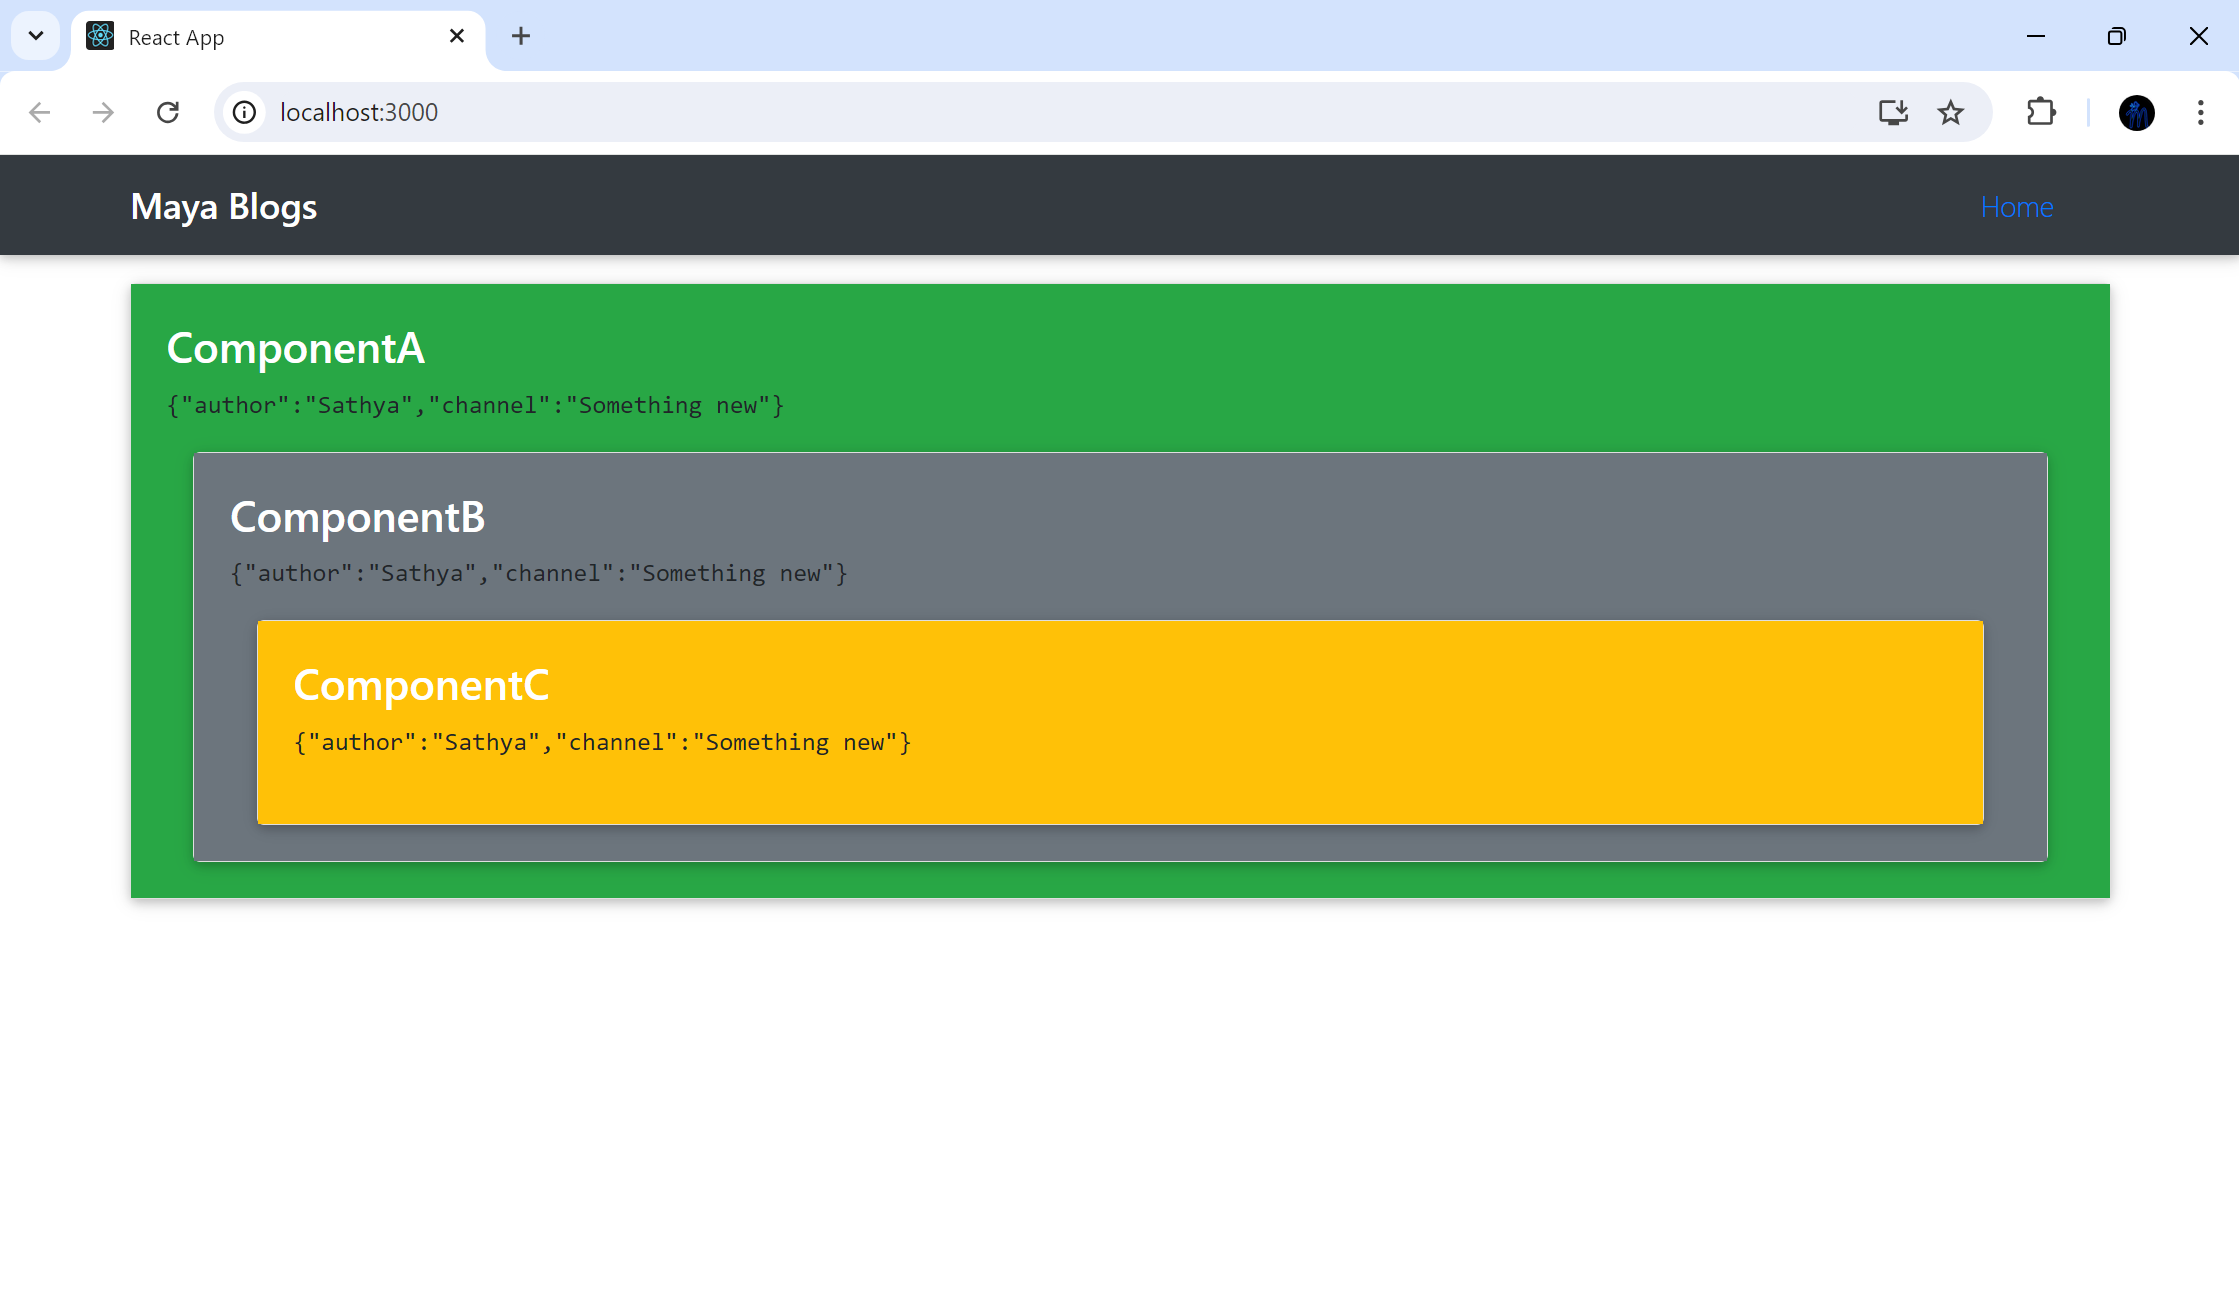 React App
localhost:3000
Maya Blogs
Home
ComponentA
{"author":"Sathya","channel":"Something new"}
ComponentB
{"author":"Sathya","channel":"Something new"}
ComponentC
{"author":"Sathya","channel":"Something new"}